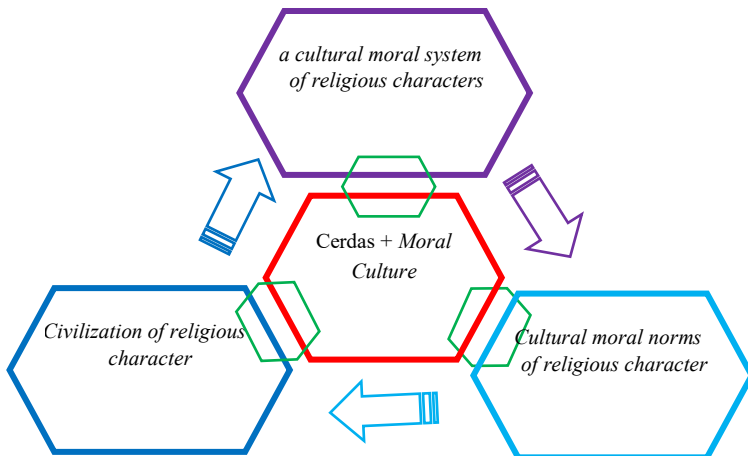 a cultural moral system
of religious characters
Cerdas + Moral
Culture
Civilization of religious
character
Cultural moral norms
of religious character